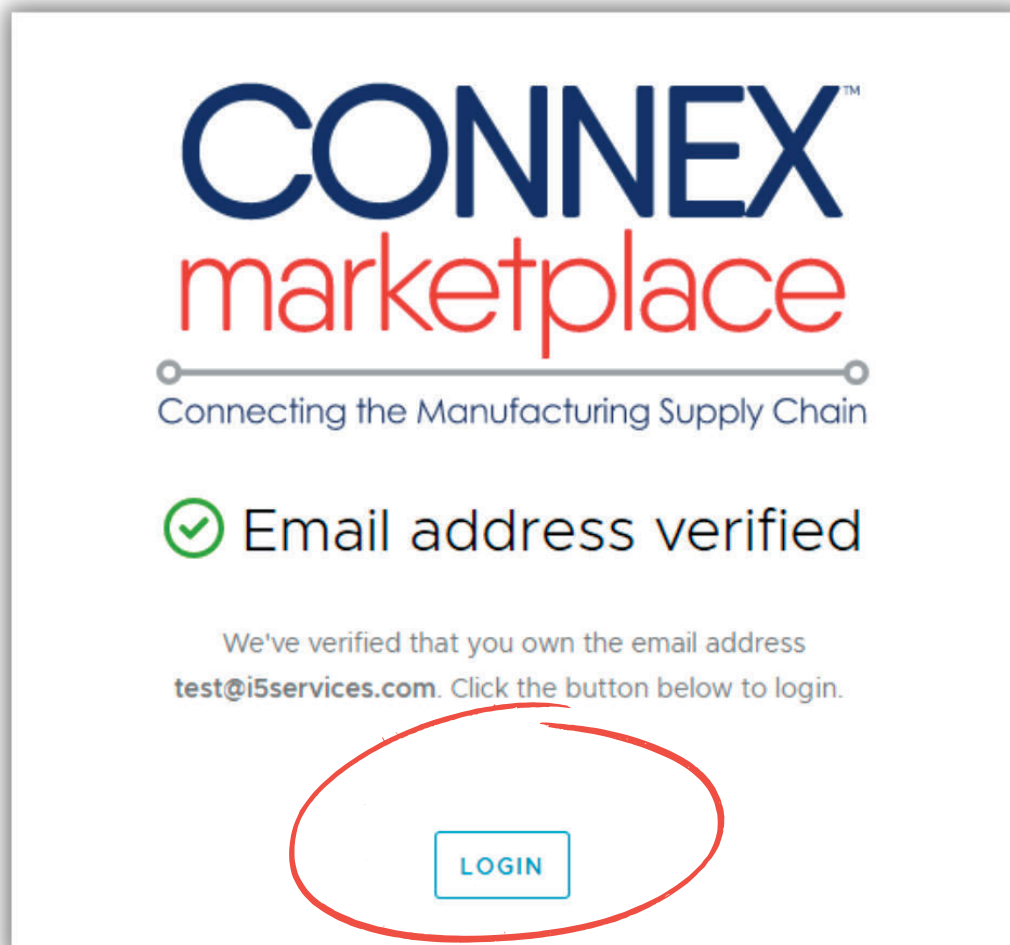 CONNEX™
marketplace
Connecting the Manufacturing Supply Chain
Email address verified
We've verified that you own the email address
test@i5services.com. Click the button below to login.
LOGIN